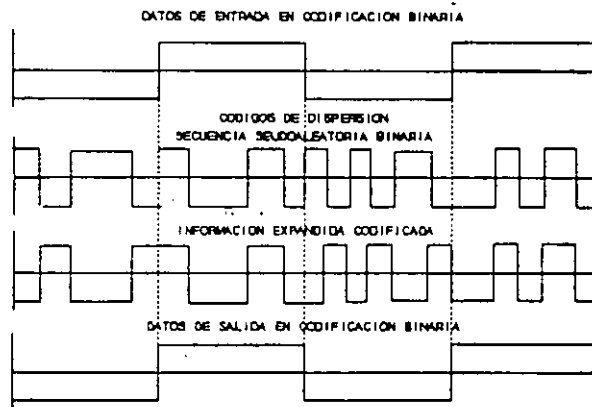 DATOS DE ENTRADA EN CODIFICACION BINARIA
CODIGOS DE DISPERSION
SECUENCIA SEUDOALEATORIA BINARIA
INFORMACION EXPANDIDA CODIFICADA
DATOS DE SALIDA EN CODIFICACION BINARIA